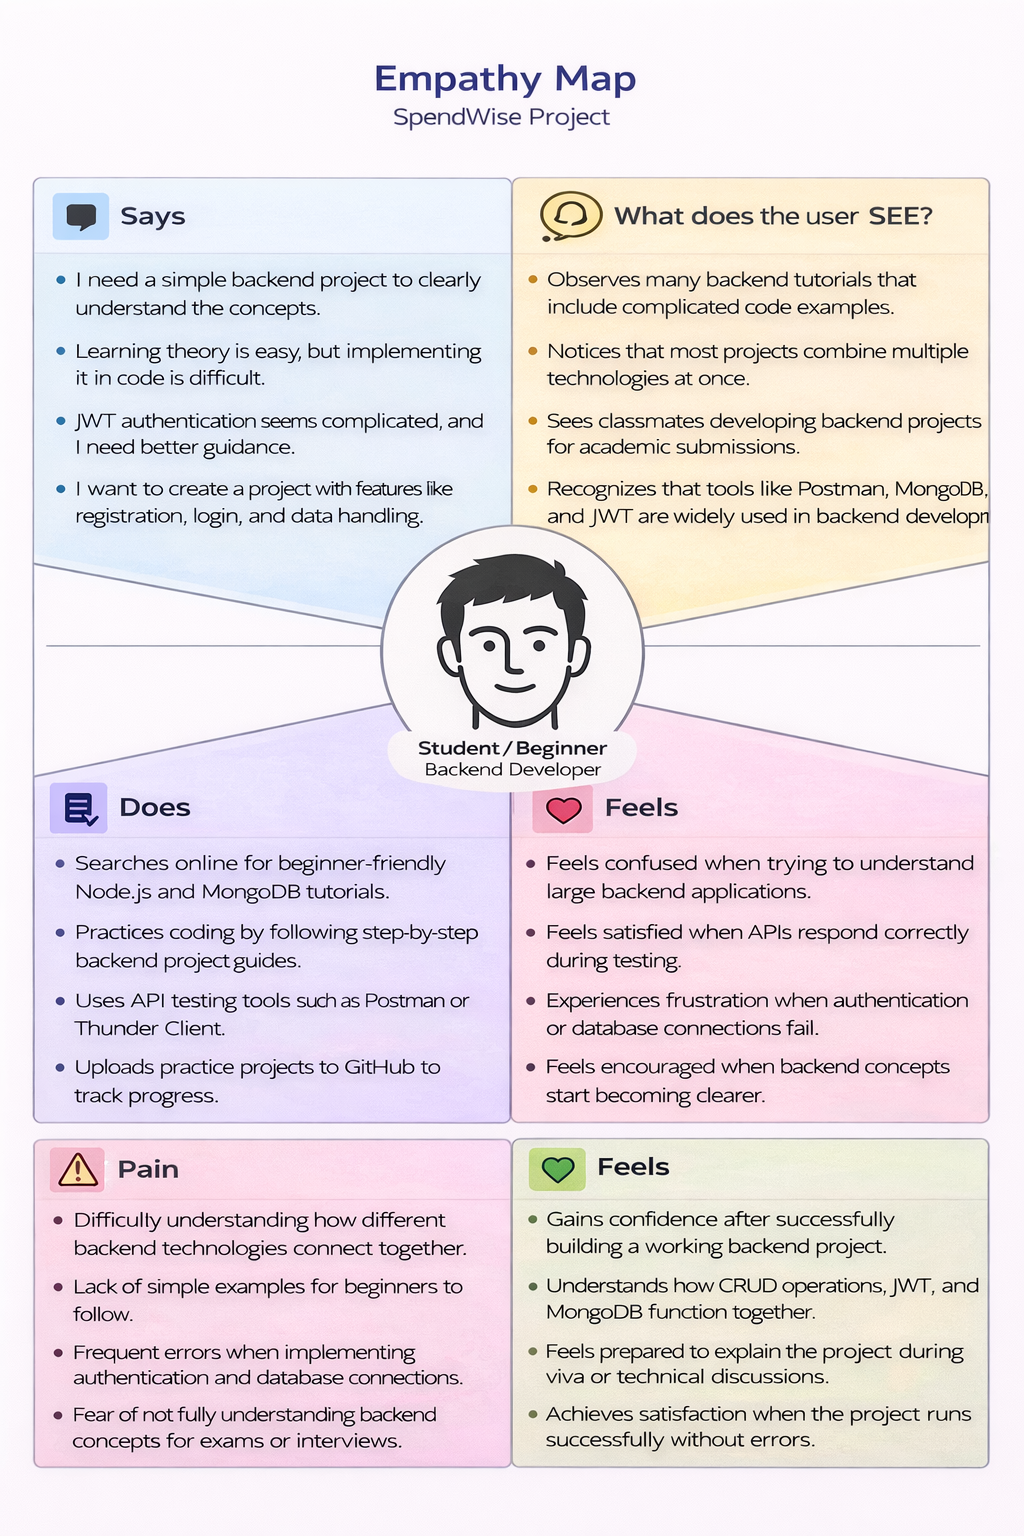 Empathy Map
SpendWise Project
Says
I need a simple backend project to clearly
understand the concepts.
Learning theory is easy, but implementing
it in code is difficult.
JWT authentication seems complicated, and
I need better guidance.
I want to create a project with features like
registration, login, and data handling.
What does the user SEE?
Observes many backend tutorials that
include complicated code examples.
Notices that most projects combine multiple
technologies at once.
Sees classmates developing backend projects
for academic submissions.
Recognizes that tools like Postman, MongoDB,
and JWT are widely used in backend
Student / Beginner
Backend Developer
Does
Searches online for beginner-friendly
Node.js and MongoDB tutorials.
Practices coding by following step-by-step
backend project guides.
Uses API testing tools such as Postman or
Thunder Client.
Uploads practice projects to GitHub to
track progress.
Feels
Feels confused when trying to understand
large backend applications.
Feels satisfied when APIs respond correctly
during testing.
Experiences frustration when authentication
or database connections fail.
Feels encouraged when backend concepts
start becoming clearer.
Pain
Difficully understanding how different
backend technologies connect together.
Lack of simple examples for beginners to
follow.
Frequent errors when implementing
authentication and database connections.
Fear of not fully understanding backend
concepts for exams or interviews.
Feels
Gains confidence after successfully
building a working backend project.
Understands how CRUD operations, JWT, and
MongoDB function together.
Feels prepared to explain the project during
viva or technical discussions.
Achieves satisfaction when the project runs
successfully without errors.